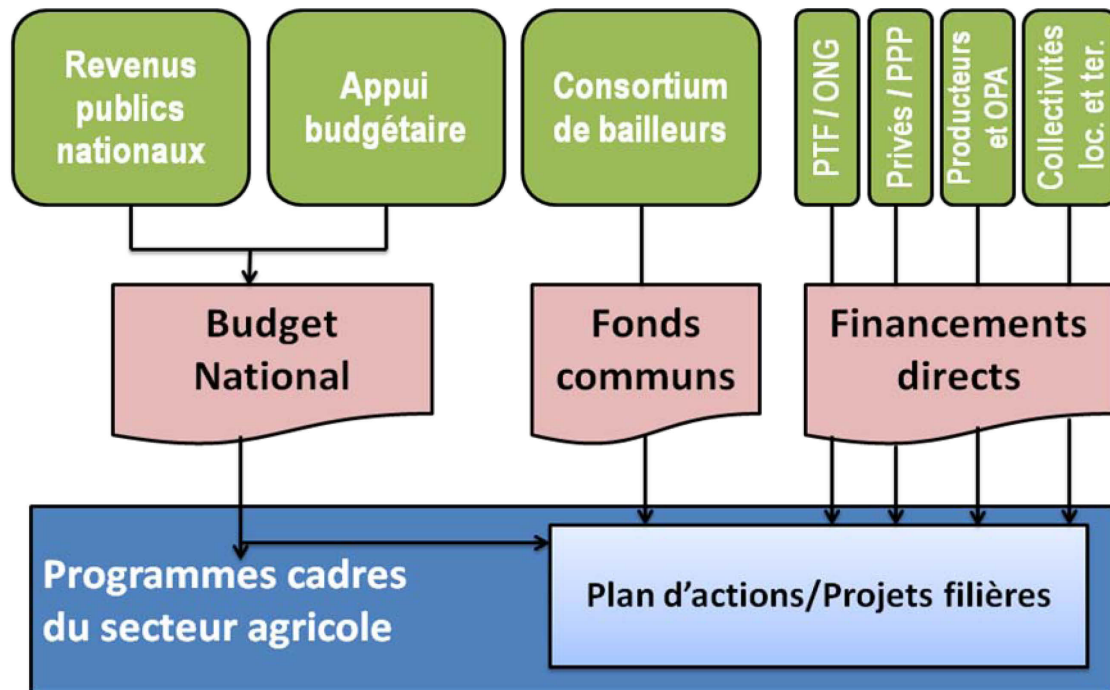 Revenus
publics
nationaux
Appui
budgétaire
Consortium
de bailleurs
PTF / ONG
Privés / PPP
Producteurs
et OPA
Collectivités
loc. et ter.
Budget
National
Fonds
communs
Financements
directs
Programmes cadres
du secteur agricole
Plan d’actions/Projets filières